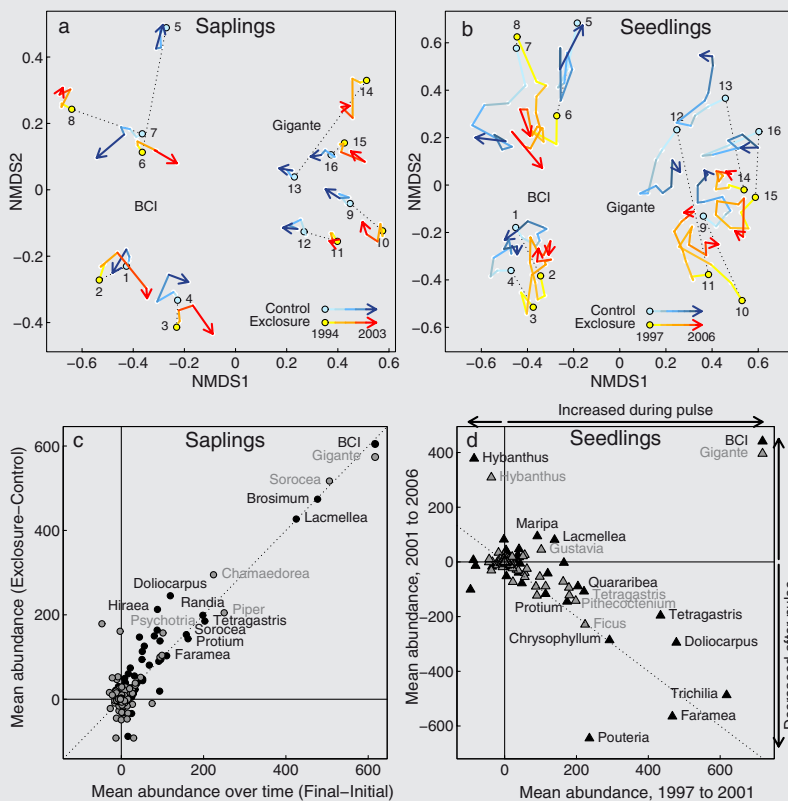 a Saplings
NMDS2
0.4
0.2
0
−0.2
−0.4
5
8
7
6
14
Gigante
15
13
16
BCI
9
12
11
10
2
1
4
3
Control
Exclosure
1994 2003
−0.6 −0.4 −0.2 0 0.2 0.4 0.6
NMDS1
b Seedlings
NMDS2
0.6
0.4
0.2
0
−0.2
−0.4
−0.6
8
5
7
6
13
12
16
BCI
Gigante
14
15
1
9
2
4
11
3
10
Control
Exclosure
1997 2006
−0.6 −0.4 −0.2 0 0.2 0.4 0.6
NMDS1
c Saplings
Mean abundance (Exclosure−Control)
600
400
200
0
BCI
Gigante
Sorocea
Brosimum
Lacmellea
Chamaedorea
Doliocarpus
Hiraea
Randia
Piper
Psychotria
Tetragastris
Sorocea
Protium
Faramea
0 200 400 600
Mean abundance over time (Final−Initial)
Increased during pulse
d Seedlings
Mean abundance, 2001 to 2006
400
200
0
−200
−400
−600
BCI
Gigante
Hybanthus
Hybanthus
Maripa
Lacmellea
Gustavia
Quararibea
Tetragastris
Protium
Pithecoctenium
Tetragastris
Ficus
Chrysophyllum
Doliocarpus
Trichilia
Faramea
Pouteria
Decreased after pulse
0 200 400 600
Mean abundance, 1997 to 2001